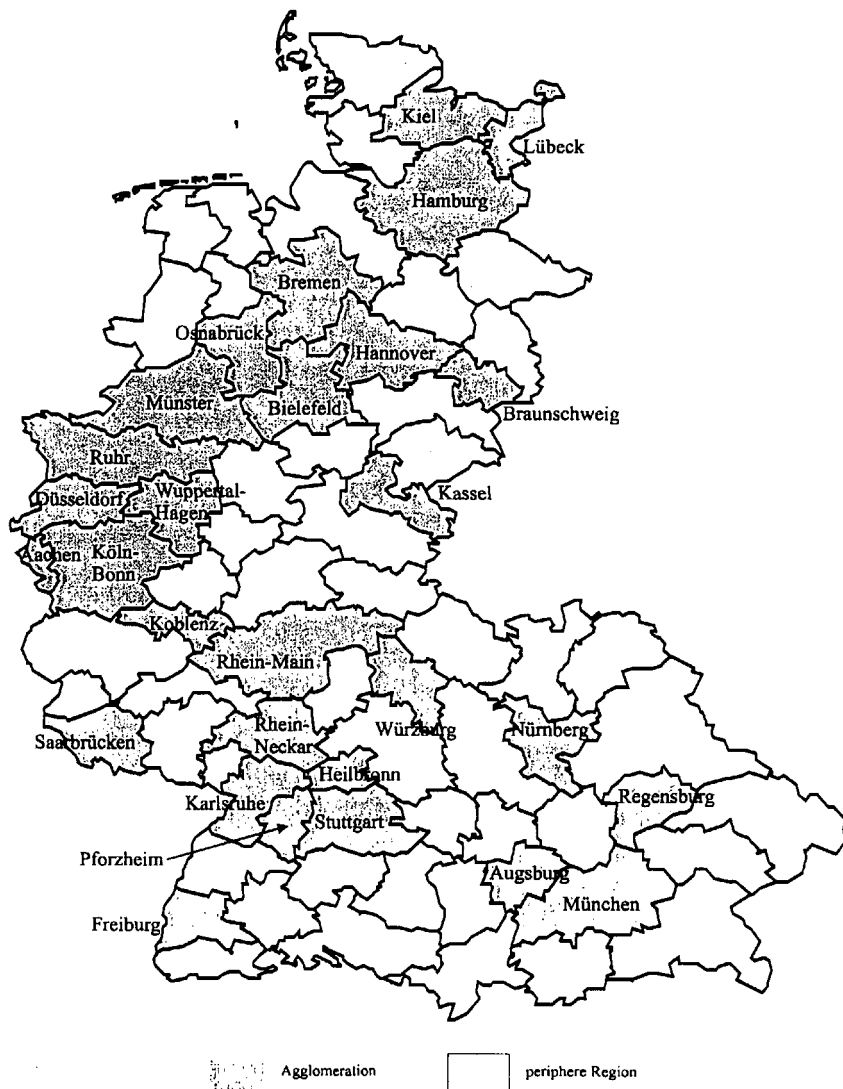 Kiel
Lübeck
Hamburg
Bremen
Osnabrück
Hannover
Münster
Bielefeld
Braunschweig
Ruhr
Düsseldorf
Wuppertal-
Hagen
Kassel
Aachen
Köln-
Bonn
Koblenz
Rhein-Main
Saarbrücken
Rhein-
Neckar
Würzburg
Nürnberg
Heilbronn
Karlsruhe
Regensburg
Stuttgart
Pforzheim
Augsburg
München
Freiburg
Agglomeration
periphere Region